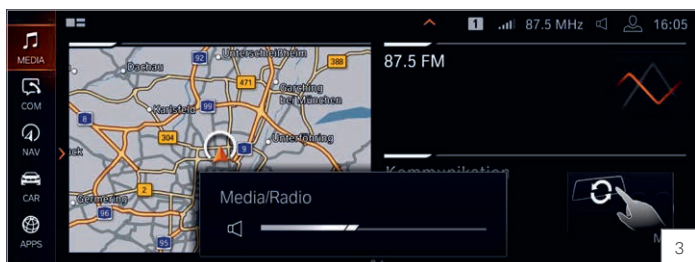 1 87.5 MHz 16:05
MEDIA
COM
NAV
CAR
APPS
92
Unterschleißheim
388
Dachau
471
Garching
bei München
Karlsfeld
99
8
304
9
Unterföhring
2
Germering
96
95
87.5 FM
Kommunikation
Media/Radio
3